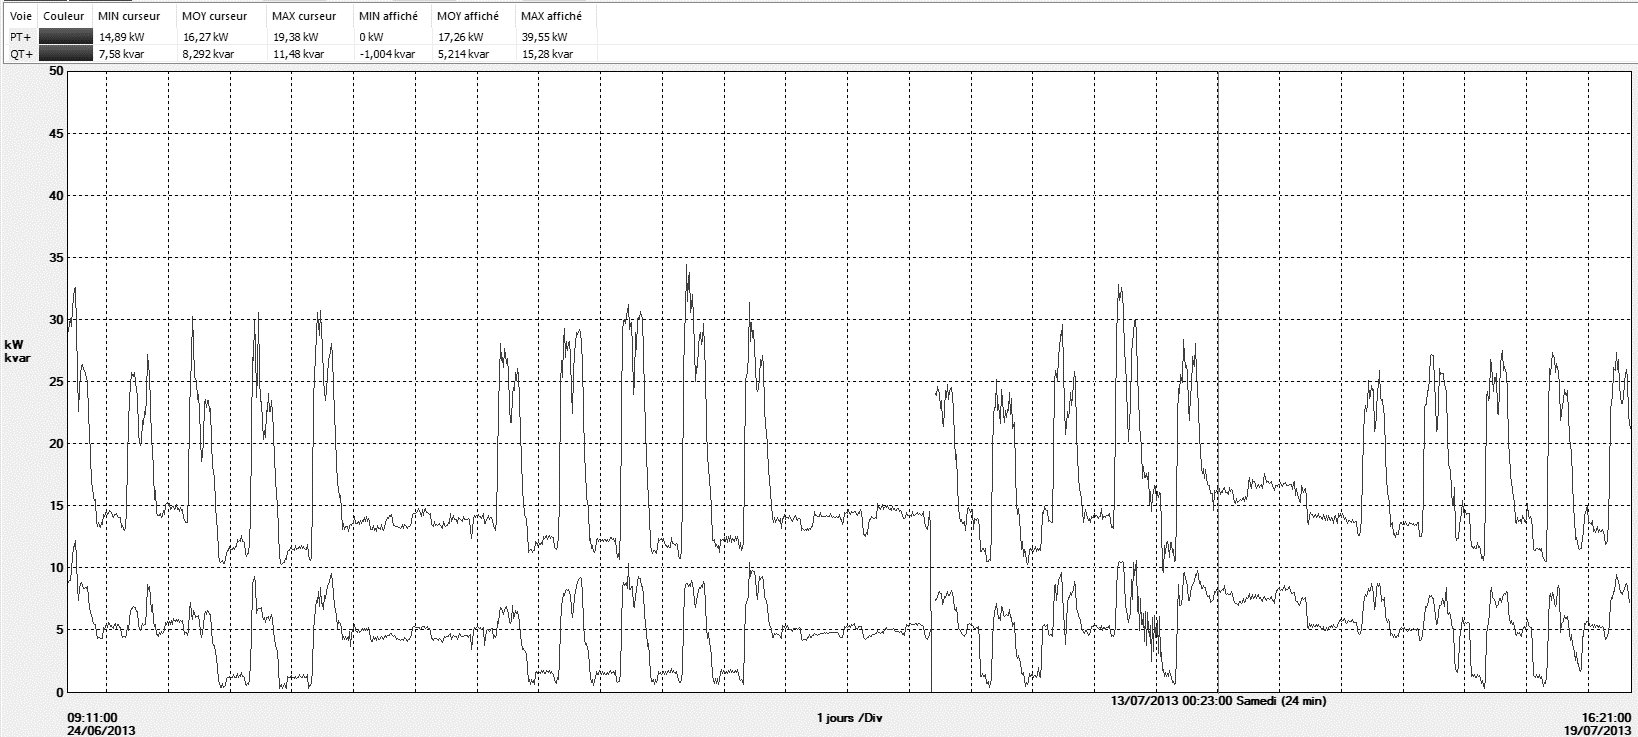 Voie Couleur MIN curseur MOY curseur MAX curseur MIN affiché MOY affiché MAX affiché
PT+ 14,89 kW 16,27 kW 19,38 kW 0 kW 17,26 kW 39,55 kW
QT+ 7,58 kvar 8,292 kvar 11,48 kvar -1,004 kvar 5,214 kvar 15,28 kvar
50
45
40
35
30
kW
kvar
25
20
15
10
5
0
13/07/2013 00:23:00 Samedi (24 min)
09:11:00 1 jours /Div 16:21:00
24/06/2013 19/07/2013